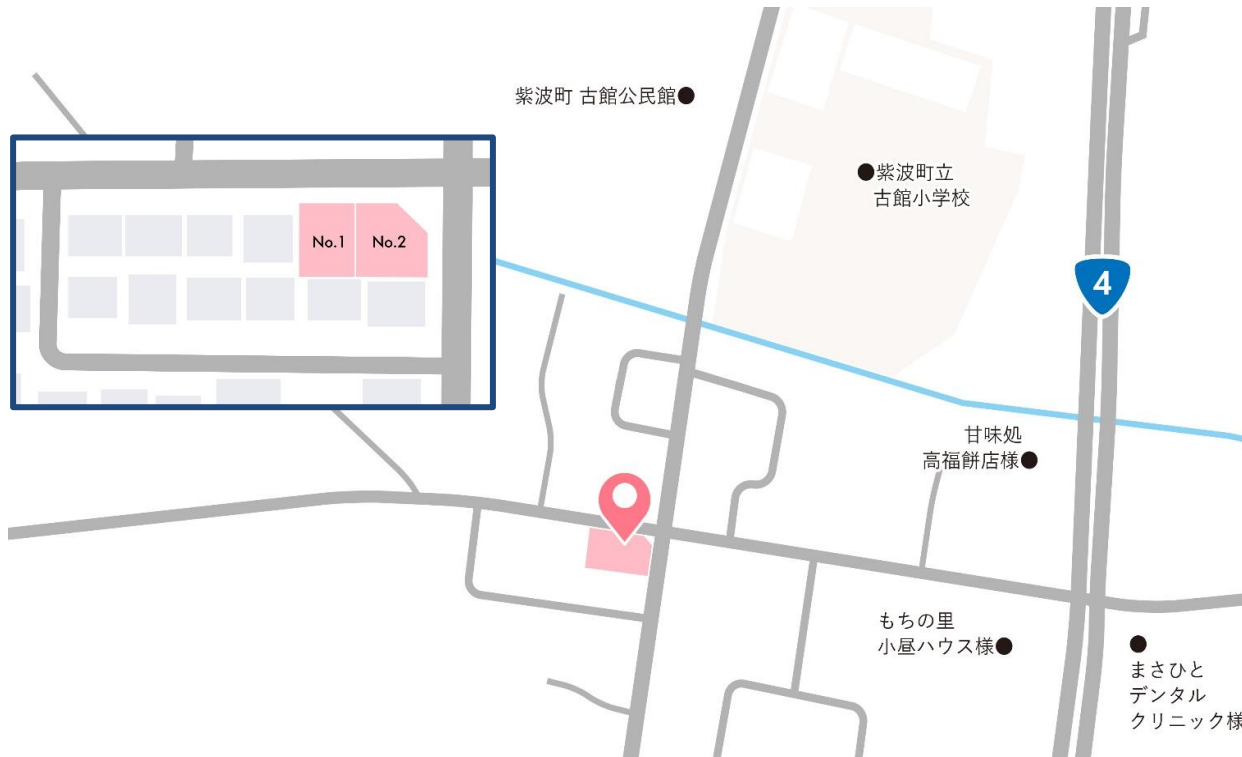 紫波町 古館公民館●
●紫波町立
古館小学校
No.1
No.2
4
甘味処
高福餅店様●
もちの里
小昼ハウス様●
●
まさひと
デンタル
クリニック様